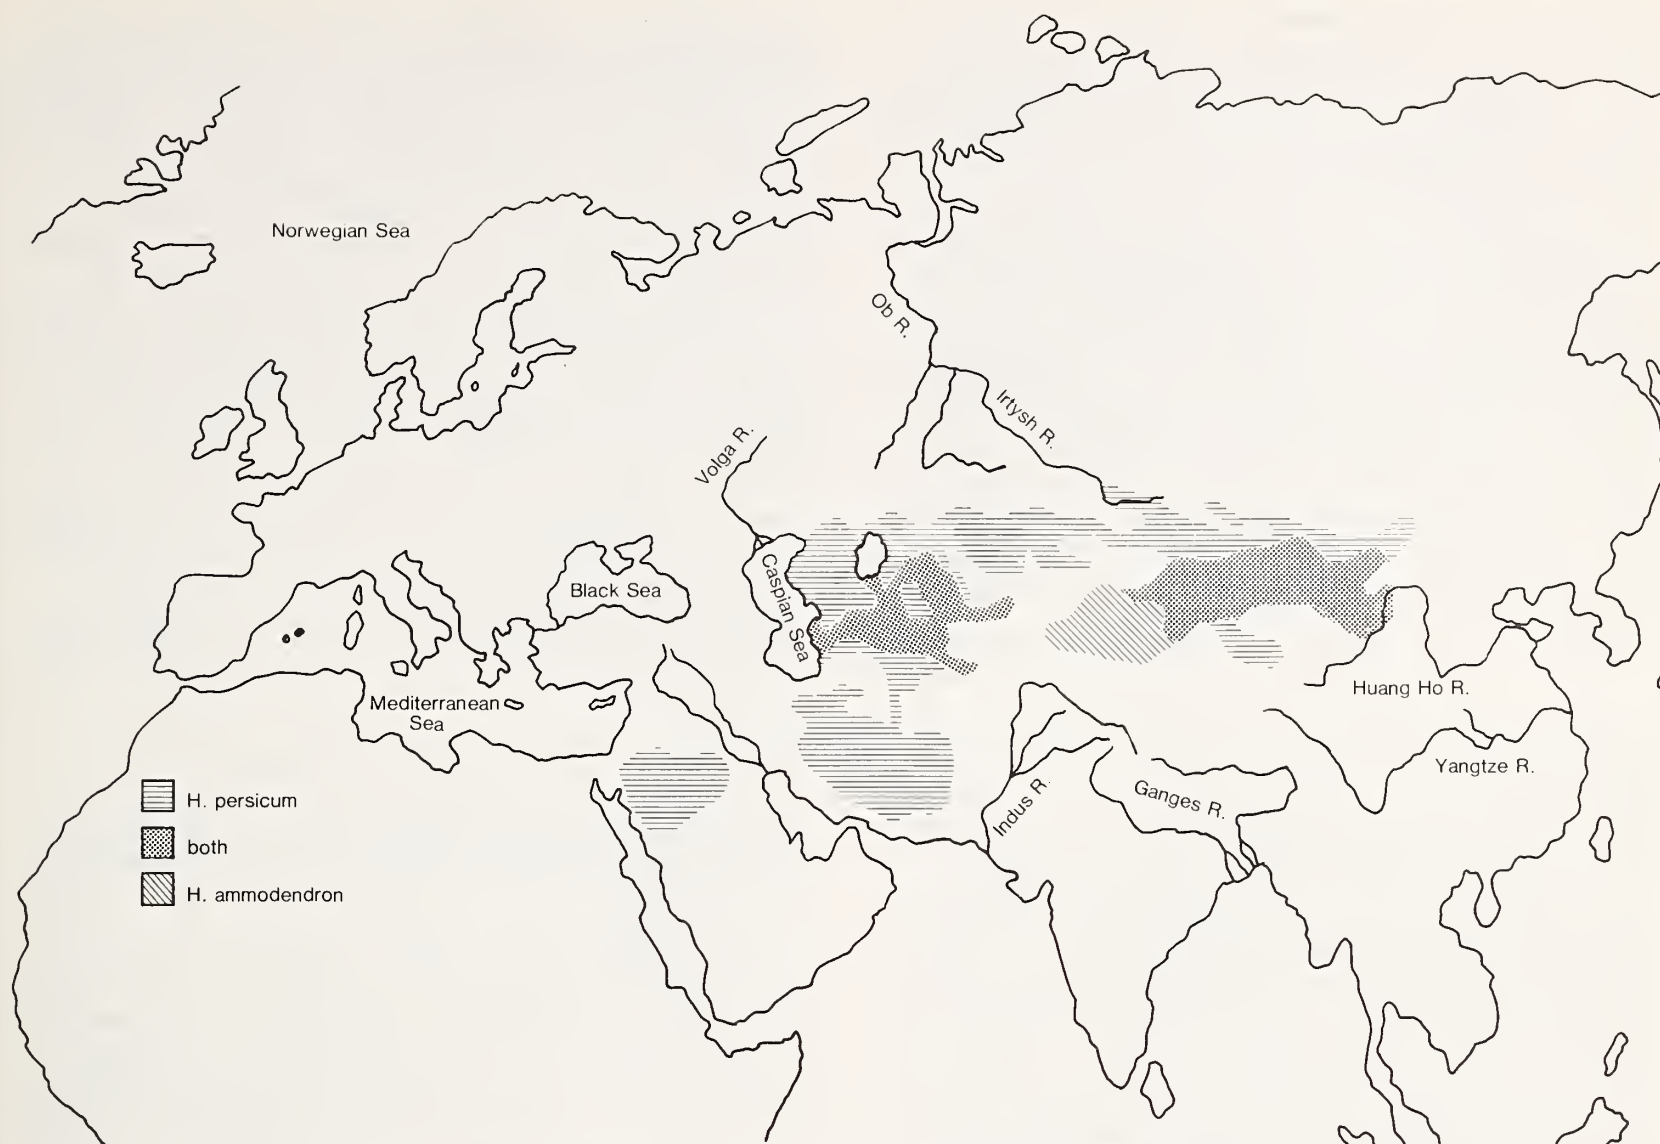 Norwegian Sea
Ob R.
Irtysh R.
Volga R.
Caspian Sea
Black Sea
Mediterranean
Sea
Huang Ho R.
Yangtze R.
Ganges R.
Indus R.
H. persicum
both
H. ammodendron